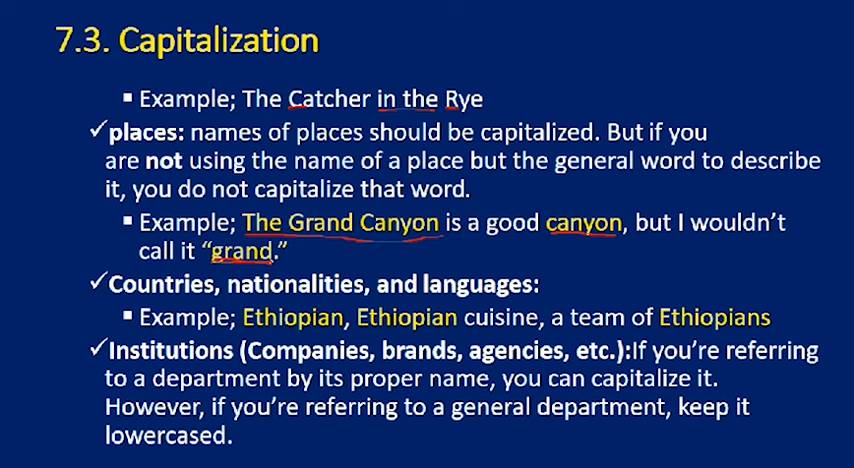 7.3. Capitalization
▪ Example; The Catcher in the Rye
✓places: names of places should be capitalized. But if you
are not using the name of a place but the general word to describe
it, you do not capitalize that word.
▪ Example; The Grand Canyon is a good canyon, but I wouldn’t
call it “grand.”
✓Countries, nationalities, and languages:
▪ Example; Ethiopian, Ethiopian cuisine, a team of Ethiopians
✓Institutions (Companies, brands, agencies, etc.):If you’re referring
to a department by its proper name, you can capitalize it.
However, if you’re referring to a general department, keep it
lowercased.